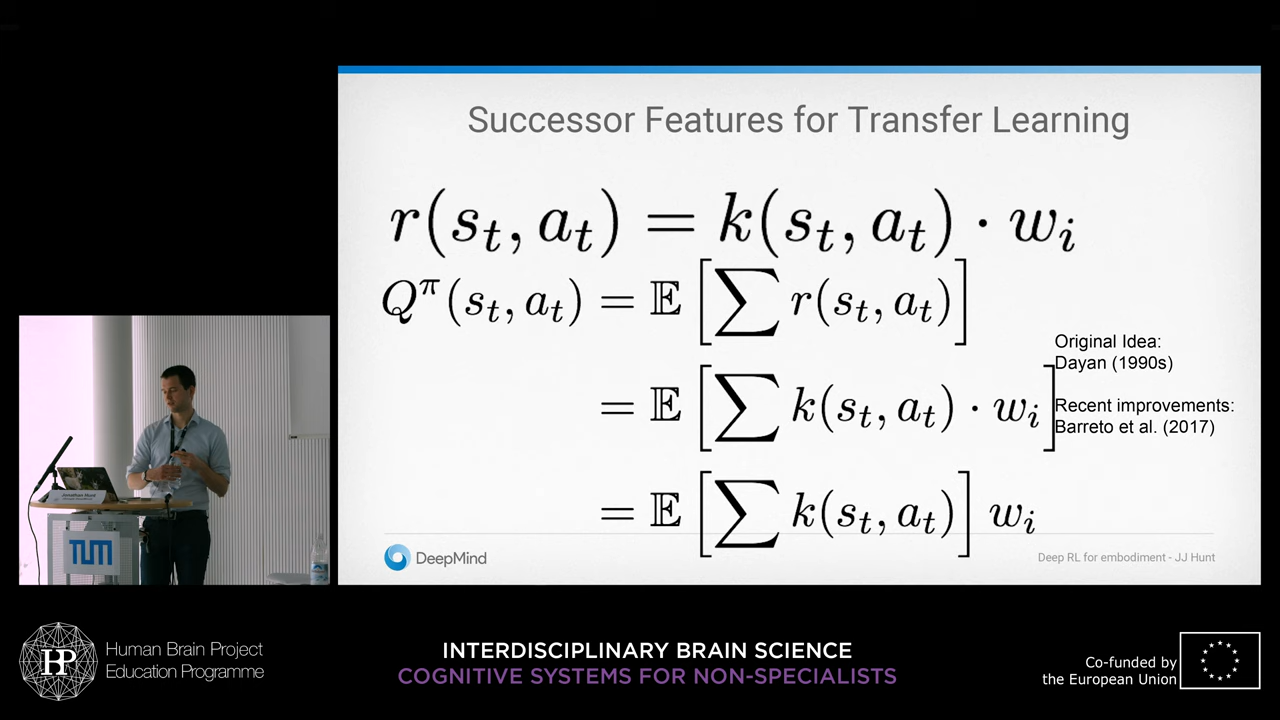 Successor Features for Transfer Learning
r(s_t, a_t) = k(s_t, a_t) · w_i
Q^π(s_t, a_t) = 𝔼[∑ r(s_t, a_t)]
= 𝔼[∑ k(s_t, a_t) · w_i]
= 𝔼[∑ k(s_t, a_t)] w_i
Original Idea:
Dayan (1990s)
Recent improvements:
Barreto et al. (2017)
DeepMind
Deep RL for embodiment - JJ Hunt
Jonathan Hunt
TUM
HP
Human Brain Project
Education Programme
INTERDISCIPLINARY BRAIN SCIENCE
COGNITIVE SYSTEMS FOR NON-SPECIALISTS
Co-funded by
the European Union